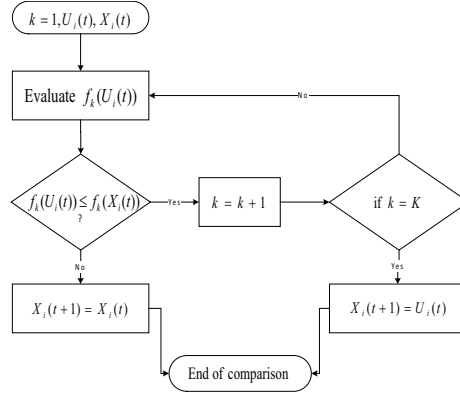 k = 1, U_i(t), X_i(t)
Evaluate f_k(U_i(t))
No
f_k(U_i(t)) ≤ f_k(X_i(t))
?
Yes
k = k + 1
if k = K
No
Yes
X_i(t+1) = X_i(t)
X_i(t+1) = U_i(t)
End of comparison